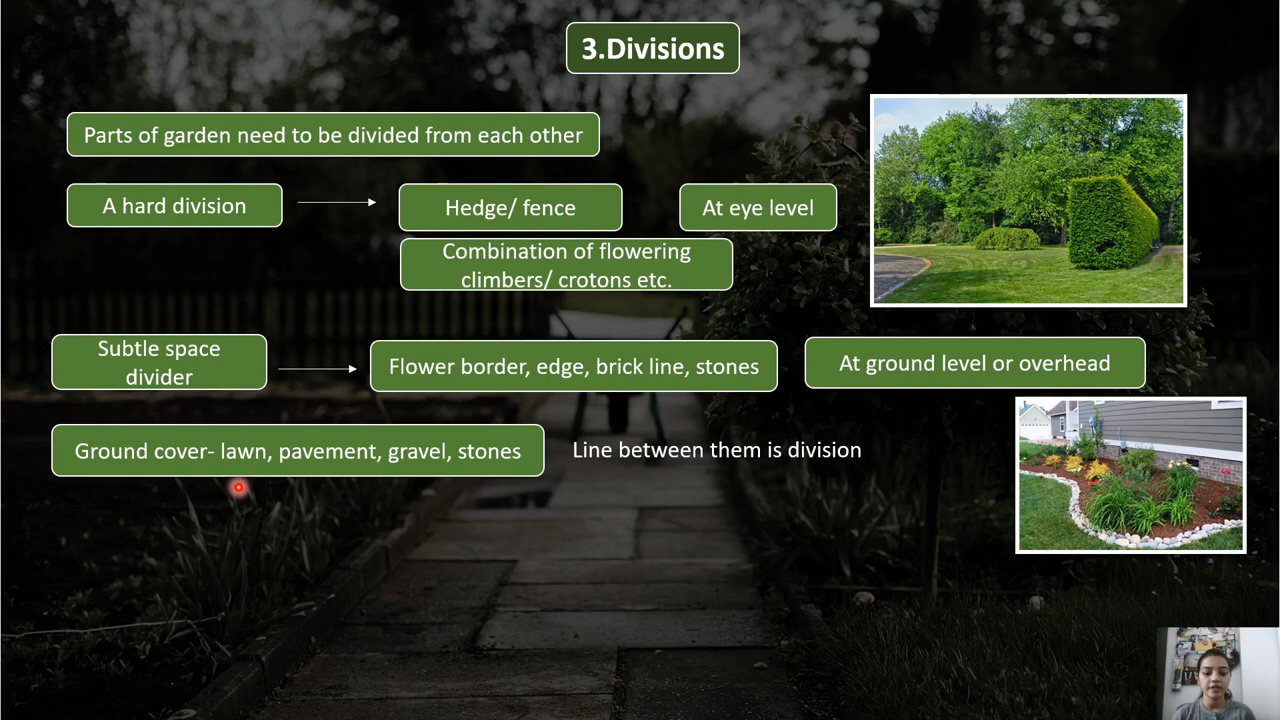 3.Divisions
Parts of garden need to be divided from each other
A hard division
Hedge/ fence
At eye level
Combination of flowering
climbers/ crotons etc.
Subtle space
divider
Flower border, edge, brick line, stones
At ground level or overhead
Ground cover- lawn, pavement, gravel, stones
Line between them is division